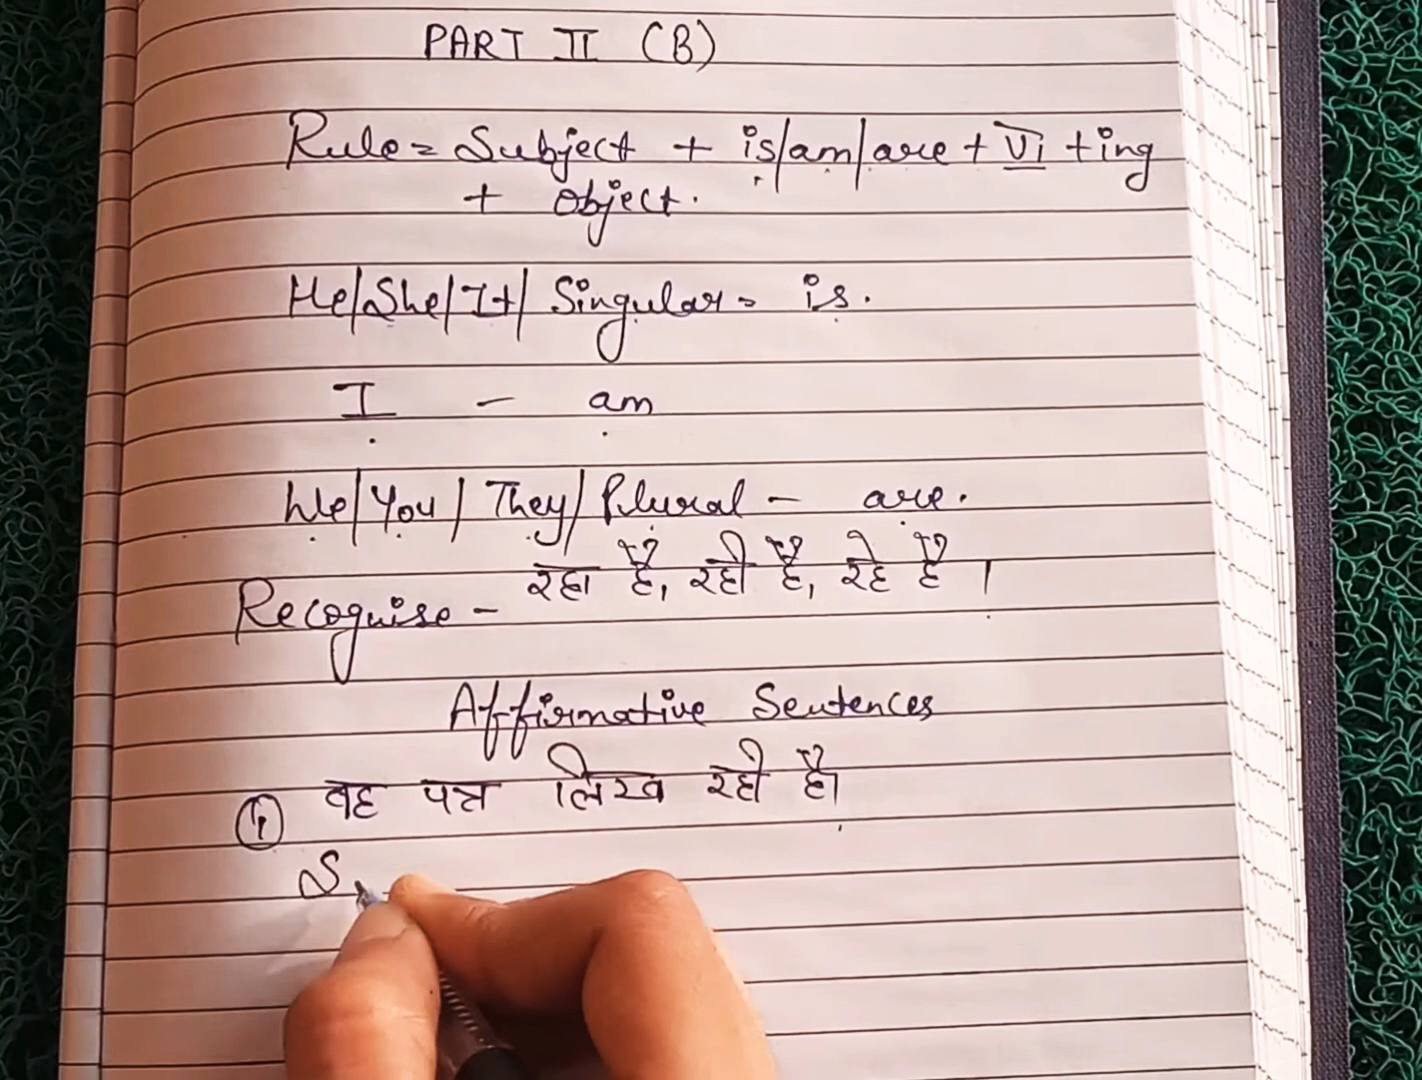 PART II (B)
Rule = Subject + is/am/are + V1 + ing
+ object.
He/She/It/Singular = is.
I - am
We/You/They/Plural - are.
रहा है, रही है, रहे हैं।
Recognise -
Affirmative Sentences
① वह पत्र लिख रही है।
S